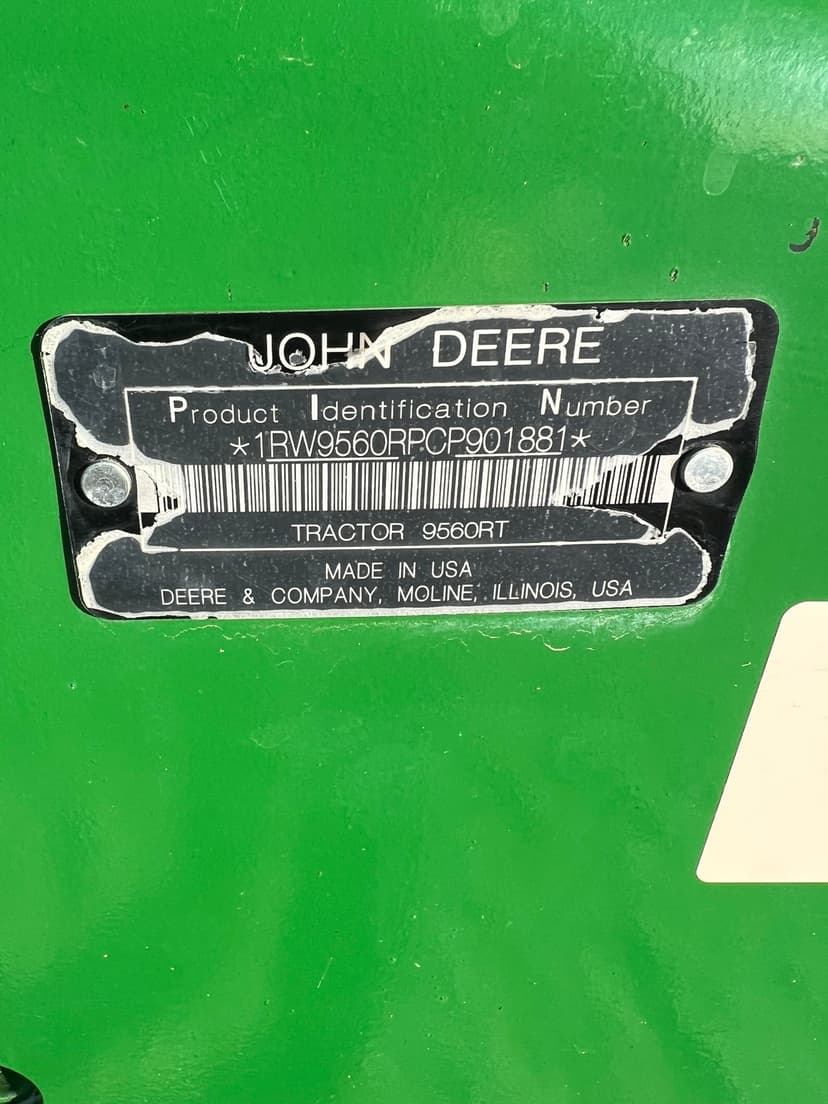 JOHN DEERE
Product Identification Number
*1RW9560RPCP901881*
TRACTOR 9560RT
MADE IN USA
DEERE & COMPANY, MOLINE, ILLINOIS, USA